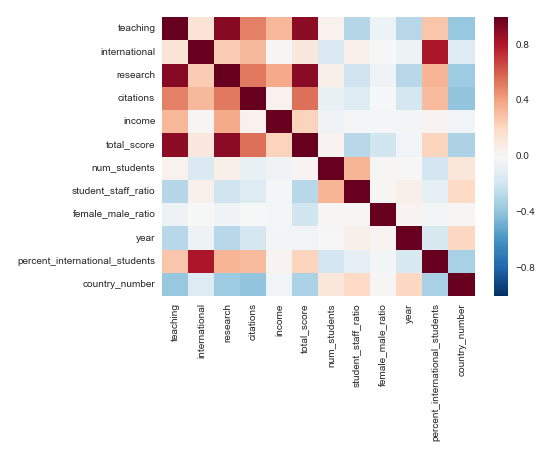 teaching
international
research
citations
income
total_score
num_students
student_staff_ratio
female_male_ratio
year
percent_international_students
country_number
0.8
0.4
0.0
−0.4
−0.8
teaching
international
research
citations
income
total_score
num_students
student_staff_ratio
female_male_ratio
year
percent_international_students
country_number